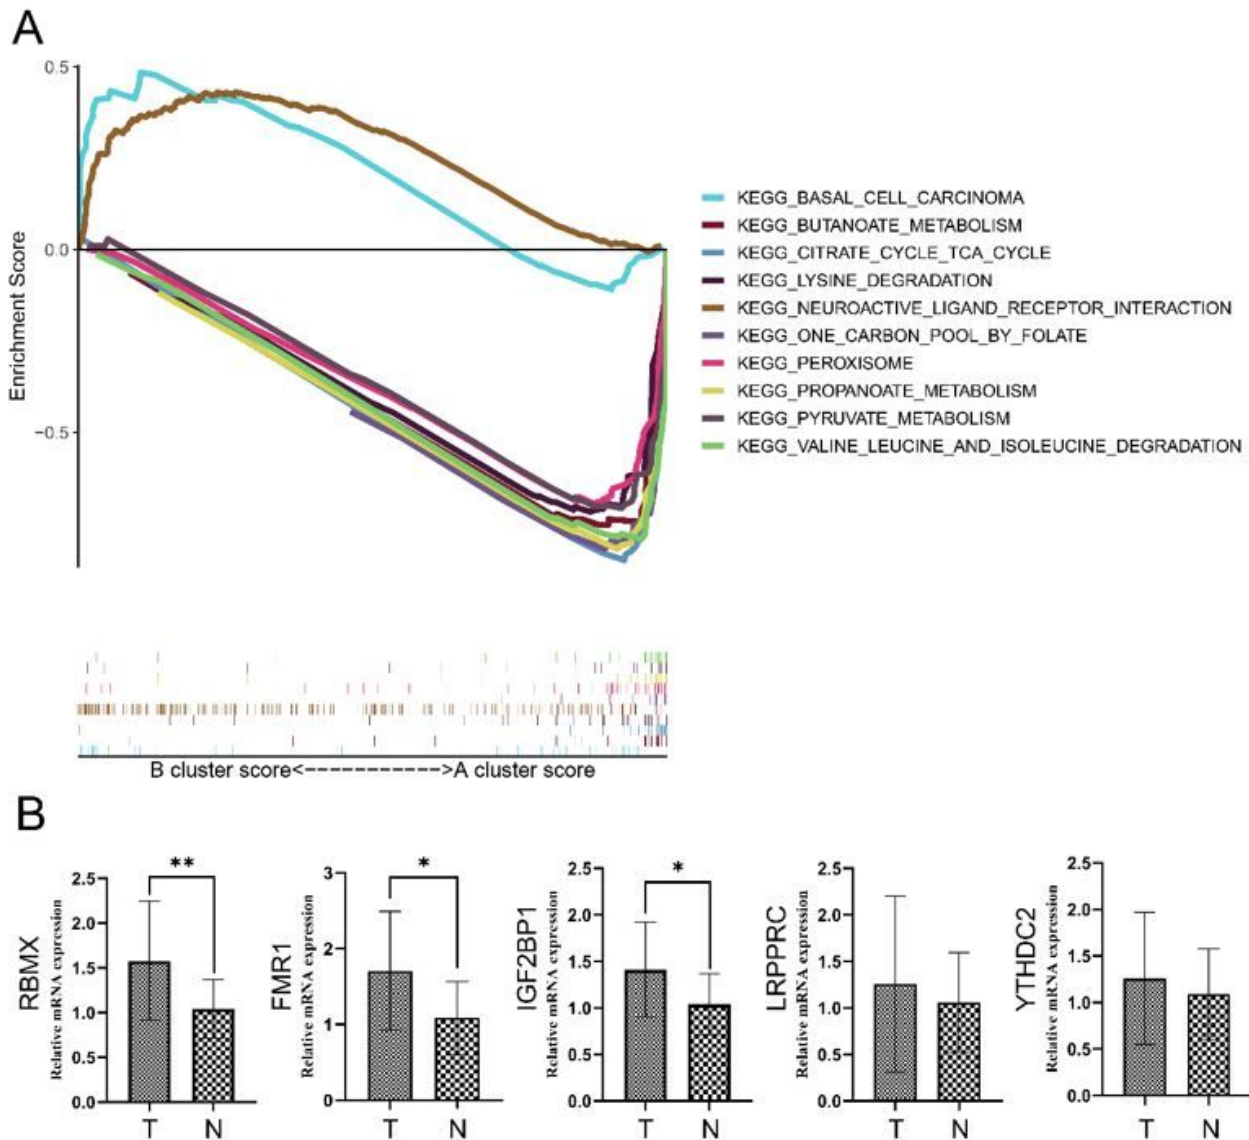 A
0.5
0.0
−0.5
Enrichment Score
KEGG_BASAL_CELL_CARCINOMA
KEGG_BUTANOATE_METABOLISM
KEGG_CITRATE_CYCLE_TCA_CYCLE
KEGG_LYSINE_DEGRADATION
KEGG_NEUROACTIVE_LIGAND_RECEPTOR_INTERACTION
KEGG_ONE_CARBON_POOL_BY_FOLATE
KEGG_PEROXISOME
KEGG_PROPANOATE_METABOLISM
KEGG_PYRUVATE_METABOLISM
KEGG_VALINE_LEUCINE_AND_ISOLEUCINE_DEGRADATION
B cluster score<------------->A cluster score
B
RBMX
Relative mRNA expression
2.5
2.0
1.5
1.0
0.5
0.0
**
T N
FMR1
Relative mRNA expression
3
2
1
0
*
T N
IGF2BP1
Relative mRNA expression
2.5
2.0
1.5
1.0
0.5
0.0
*
T N
LRPPRC
Relative mRNA expression
2.5
2.0
1.5
1.0
0.5
0.0
T N
YTHDC2
Relative mRNA expression
2.5
2.0
1.5
1.0
0.5
0.0
T N